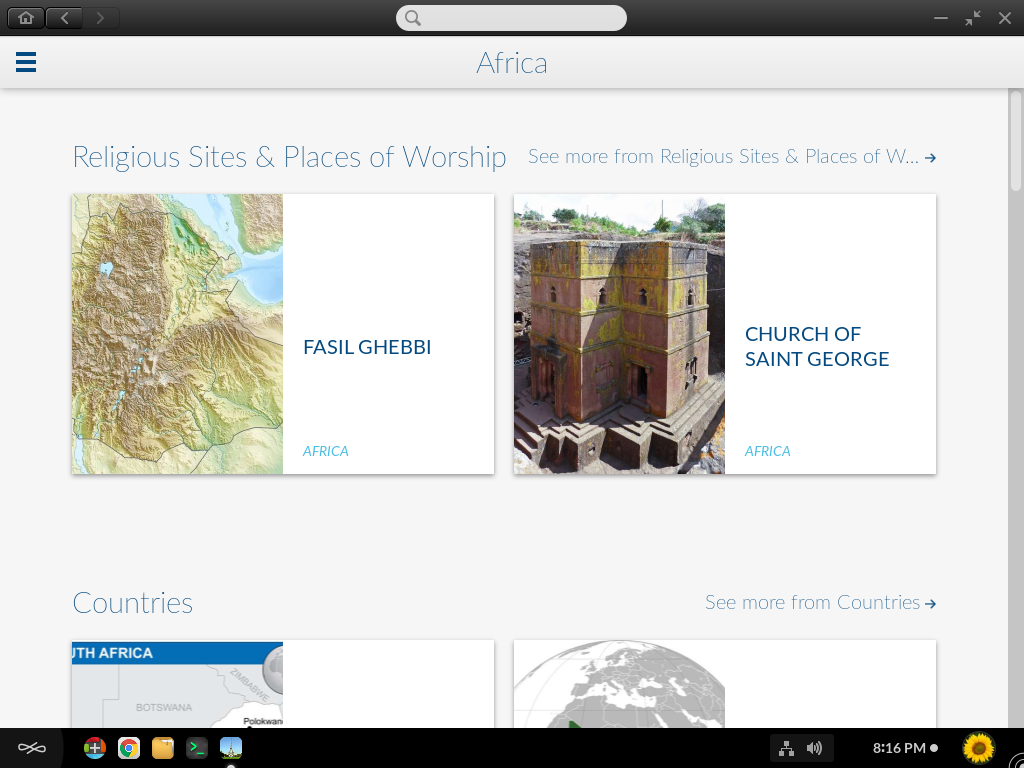 Africa
Religious Sites & Places of Worship
See more from Religious Sites & Places of W...
FASIL GHEBBI
AFRICA
CHURCH OF
SAINT GEORGE
AFRICA
Countries
See more from Countries
UTH AFRICA
ZIMBABWE
BOTSWANA
Polokwan
8:16 PM